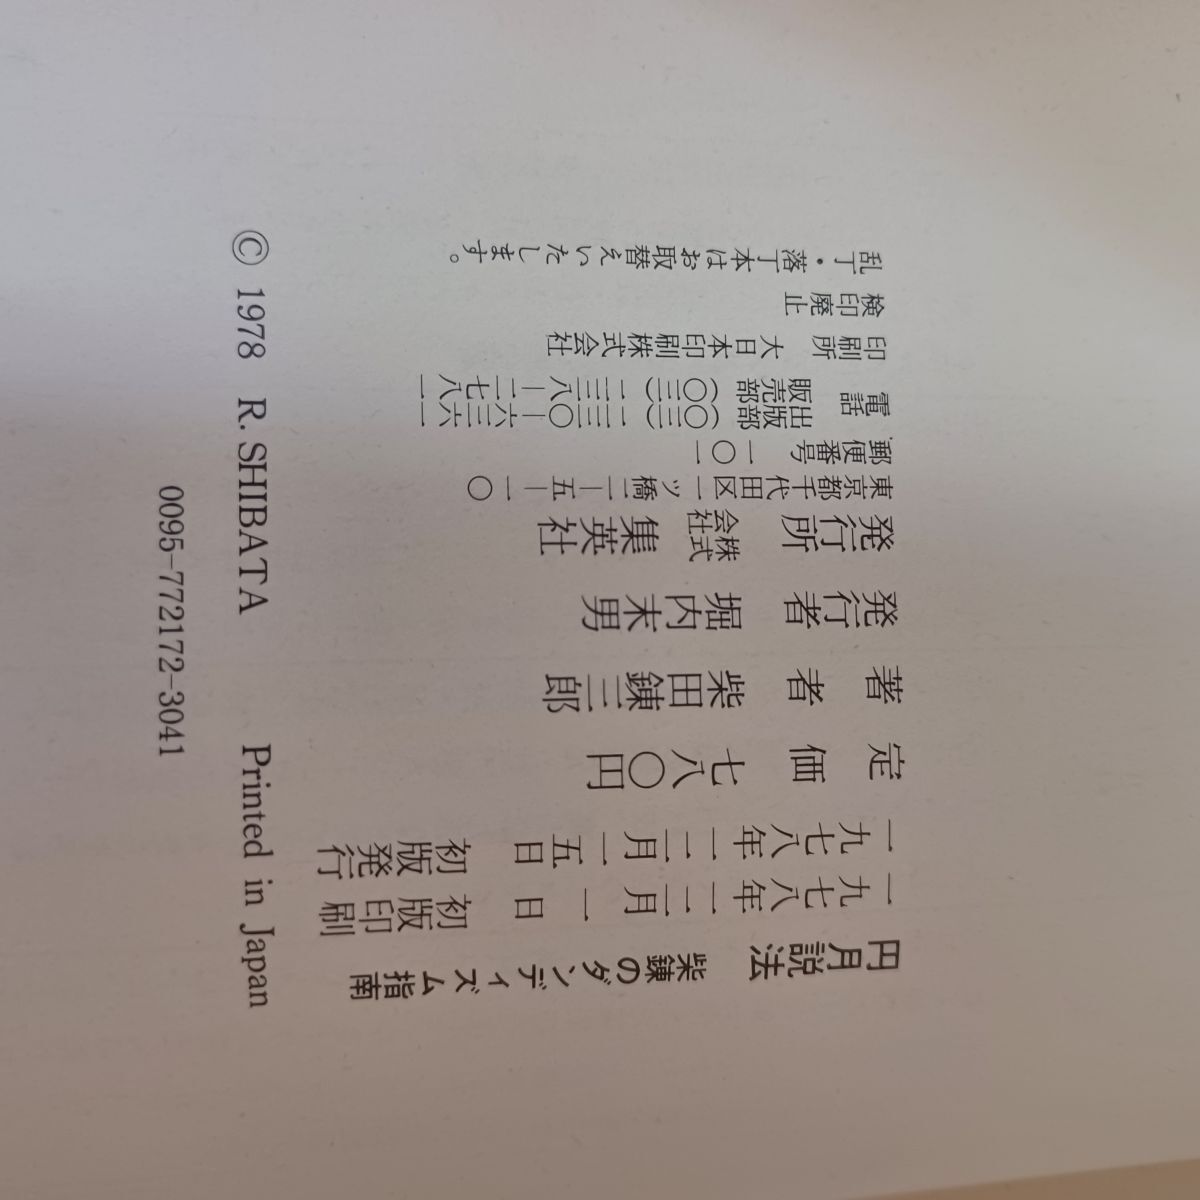 円月説法 柴錬のダンディズム指南
一九七八年一二月一日 初版印刷
一九七八年一二月一五日 初版発行
定価 七八〇円
著者 柴田錬三郎
発行者 堀内末男
発行所 株式会社 集英社
東京都千代田区一ツ橋二—五—一〇
郵便番号 一〇一
電話 出版部（〇三）二三〇—六三六一
販売部（〇三）二三八—二七八一
印刷所 大日本印刷株式会社
検印廃止
乱丁・落丁本はお取替えいたします。
© 1978 R. SHIBATA Printed in Japan
0095-772172-3041